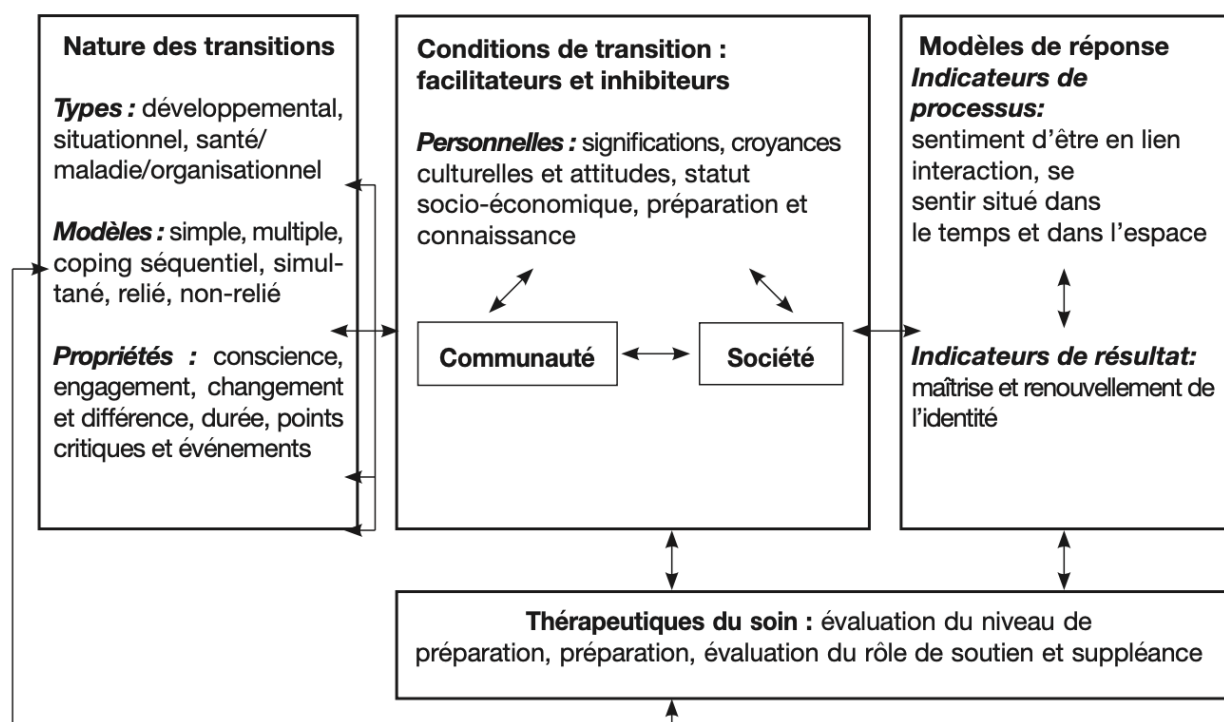 Nature des transitions
Types : développemental,
situationnel, santé/
maladie/organisationnel
Modèles : simple, multiple,
coping séquentiel, simul-
tané, relié, non-relié
Propriétés : conscience,
engagement, changement
et différence, durée, points
critiques et événements
Conditions de transition :
facilitateurs et inhibiteurs
Personnelles : significations, croyances
culturelles et attitudes, statut
socio-économique, préparation et
connaissance
Communauté
Société
Modèles de réponse
Indicateurs de
processus:
sentiment d’être en lien
interaction, se
sentir situé dans
le temps et dans l’espace
Indicateurs de résultat:
maîtrise et renouvellement de
l’identité
Thérapeutiques du soin : évaluation du niveau de
préparation, préparation, évaluation du rôle de soutien et suppléance